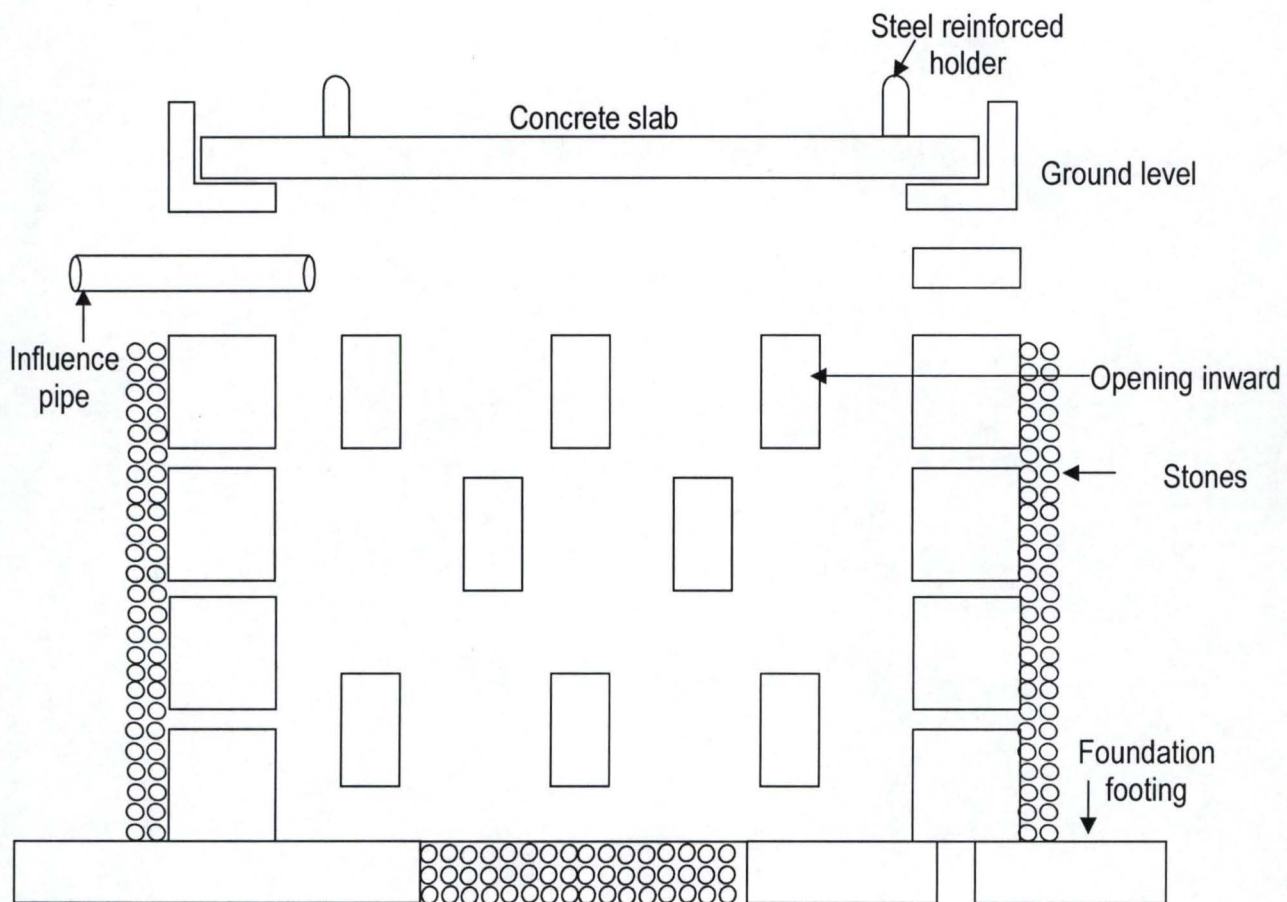 Steel reinforced
holder
Concrete slab
Ground level
Influence
pipe
Opening inward
Stones
Foundation
footing